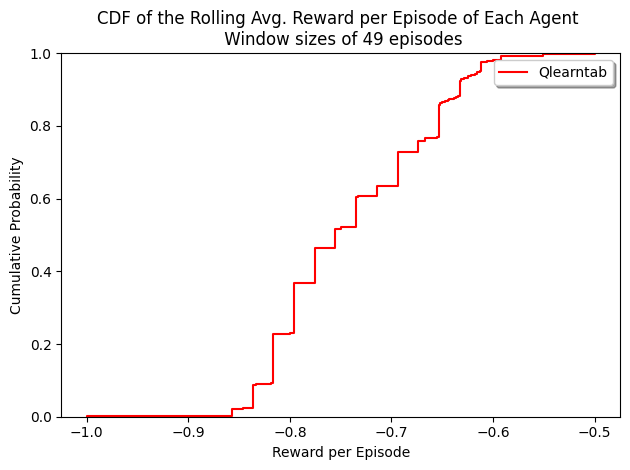 CDF of the Rolling Avg. Reward per Episode of Each Agent
Window sizes of 49 episodes
Qlearntab
Cumulative Probability
1.0
0.8
0.6
0.4
0.2
0.0
−1.0 −0.9 −0.8 −0.7 −0.6 −0.5
Reward per Episode